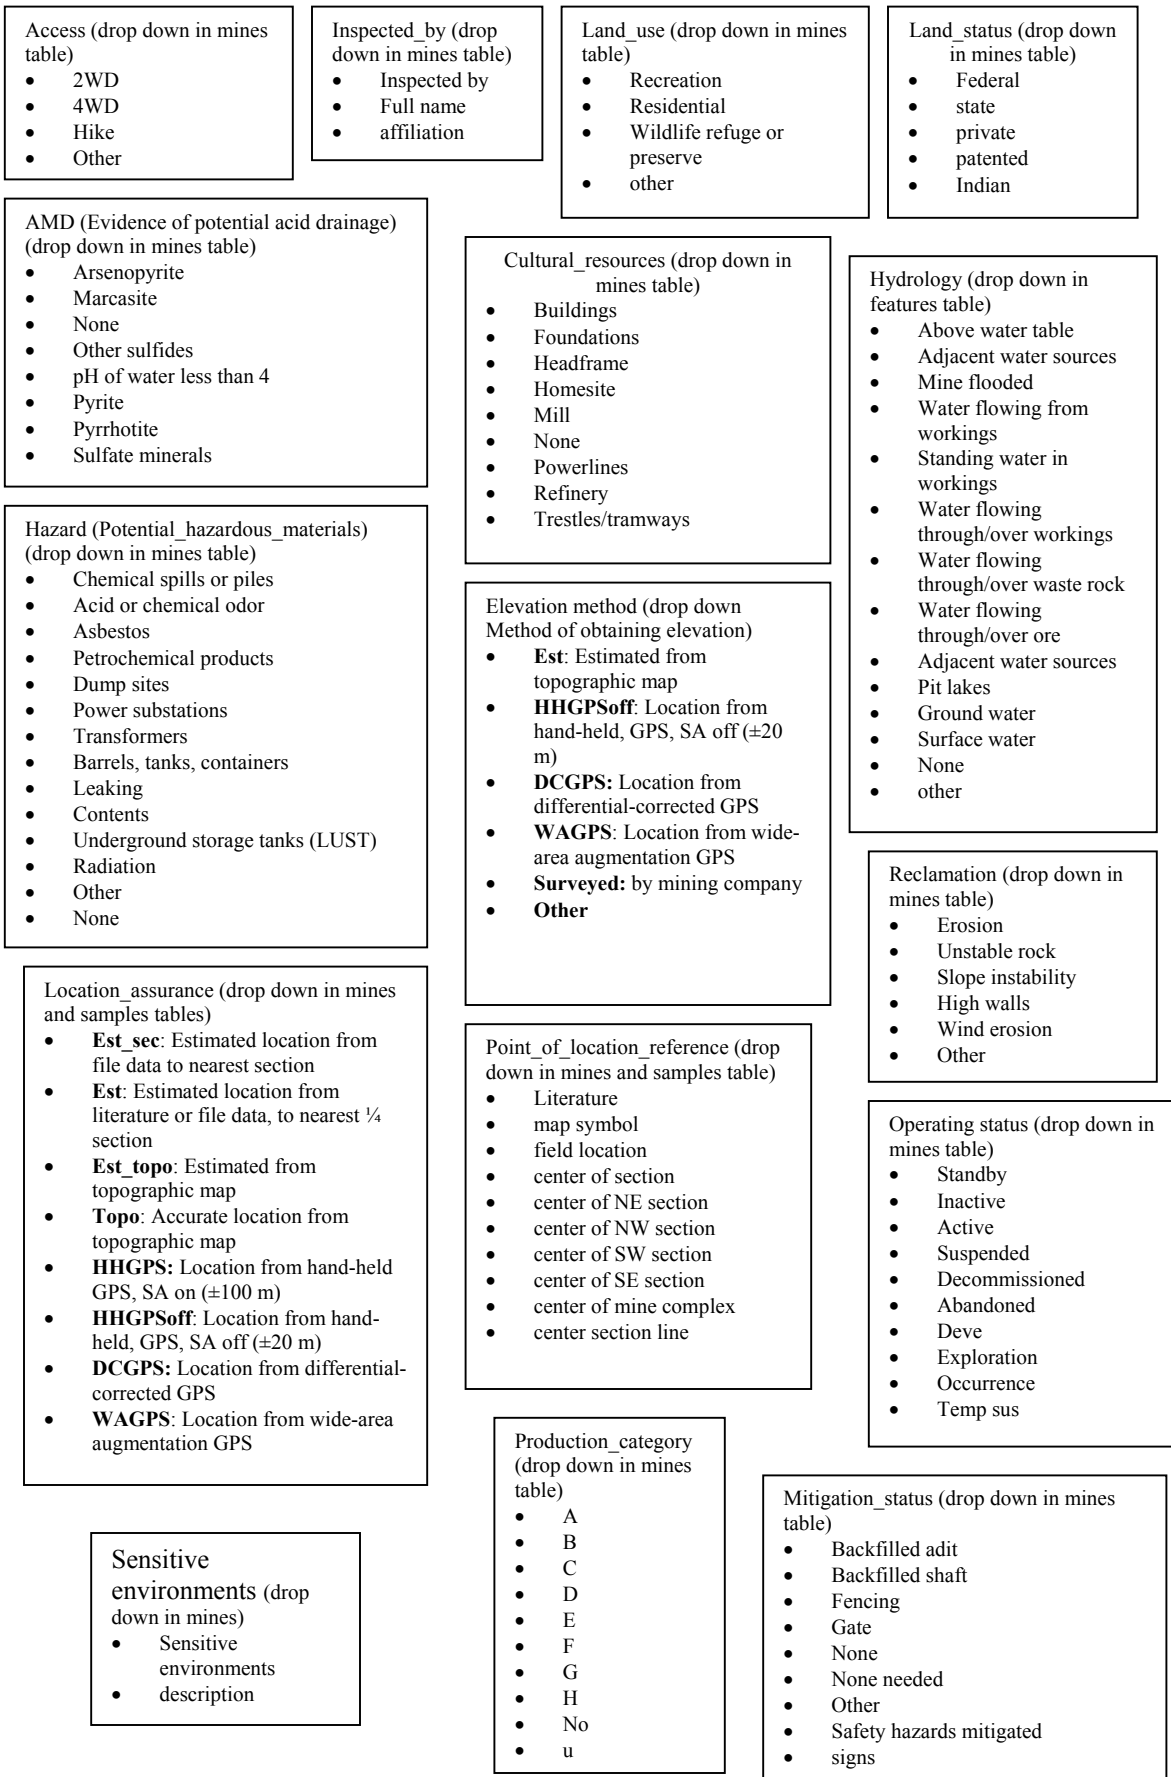 Access (drop down in mines
table)
• 2WD
• 4WD
• Hike
• Other
Inspected_by (drop
down in mines table)
• Inspected by
• Full name
• affiliation
Land_use (drop down in mines
table)
• Recreation
• Residential
• Wildlife refuge or
preserve
• other
Land_status (drop down
in mines table)
• Federal
• state
• private
• patented
• Indian
AMD (Evidence of potential acid drainage)
(drop down in mines table)
• Arsenopyrite
• Marcasite
• None
• Other sulfides
• pH of water less than 4
• Pyrite
• Pyrrhotite
• Sulfate minerals
Cultural_resources (drop down in
mines table)
• Buildings
• Foundations
• Headframe
• Homesite
• Mill
• None
• Powerlines
• Refinery
• Trestles/tramways
Hydrology (drop down in
features table)
• Above water table
• Adjacent water sources
• Mine flooded
• Water flowing from
workings
• Standing water in
workings
• Water flowing
through/over workings
• Water flowing
through/over waste rock
• Water flowing
through/over ore
• Adjacent water sources
• Pit lakes
• Ground water
• Surface water
• None
• other
Hazard (Potential_hazardous_materials)
(drop down in mines table)
• Chemical spills or piles
• Acid or chemical odor
• Asbestos
• Petrochemical products
• Dump sites
• Power substations
• Transformers
• Barrels, tanks, containers
• Leaking
• Contents
• Underground storage tanks (LUST)
• Radiation
• Other
• None
Elevation method (drop down
Method of obtaining elevation)
• Est: Estimated from
topographic map
• HHGPSoff: Location from
hand-held, GPS, SA off (±20
m)
• DCGPS: Location from
differential-corrected GPS
• WAGPS: Location from wide-
area augmentation GPS
• Surveyed: by mining company
• Other
Reclamation (drop down in
mines table)
• Erosion
• Unstable rock
• Slope instability
• High walls
• Wind erosion
• Other
Location_assurance (drop down in mines
and samples tables)
• Est_sec: Estimated location from
file data to nearest section
• Est: Estimated location from
literature or file data, to nearest ¼
section
• Est_topo: Estimated from
topographic map
• Topo: Accurate location from
topographic map
• HHGPS: Location from hand-held
GPS, SA on (±100 m)
• HHGPSoff: Location from hand-
held, GPS, SA off (±20 m)
• DCGPS: Location from differential-
corrected GPS
• WAGPS: Location from wide-area
augmentation GPS
Point_of_location_reference (drop
down in mines and samples table)
• Literature
• map symbol
• field location
• center of section
• center of NE section
• center of NW section
• center of SW section
• center of SE section
• center of mine complex
• center section line
Operating status (drop down in
mines table)
• Standby
• Inactive
• Active
• Suspended
• Decommissioned
• Abandoned
• Deve
• Exploration
• Occurrence
• Temp sus
Sensitive
environments (drop
down in mines)
• Sensitive
environments
• description
Production_category
(drop down in mines
table)
• A
• B
• C
• D
• E
• F
• G
• H
• No
• u
Mitigation_status (drop down in mines
table)
• Backfilled adit
• Backfilled shaft
• Fencing
• Gate
• None
• None needed
• Other
• Safety hazards mitigated
• signs